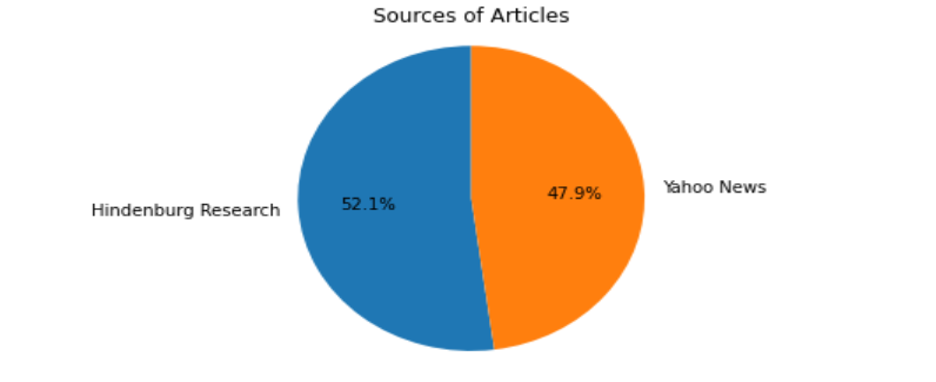 Sources of Articles
47.9%
Yahoo News
52.1%
Hindenburg Research